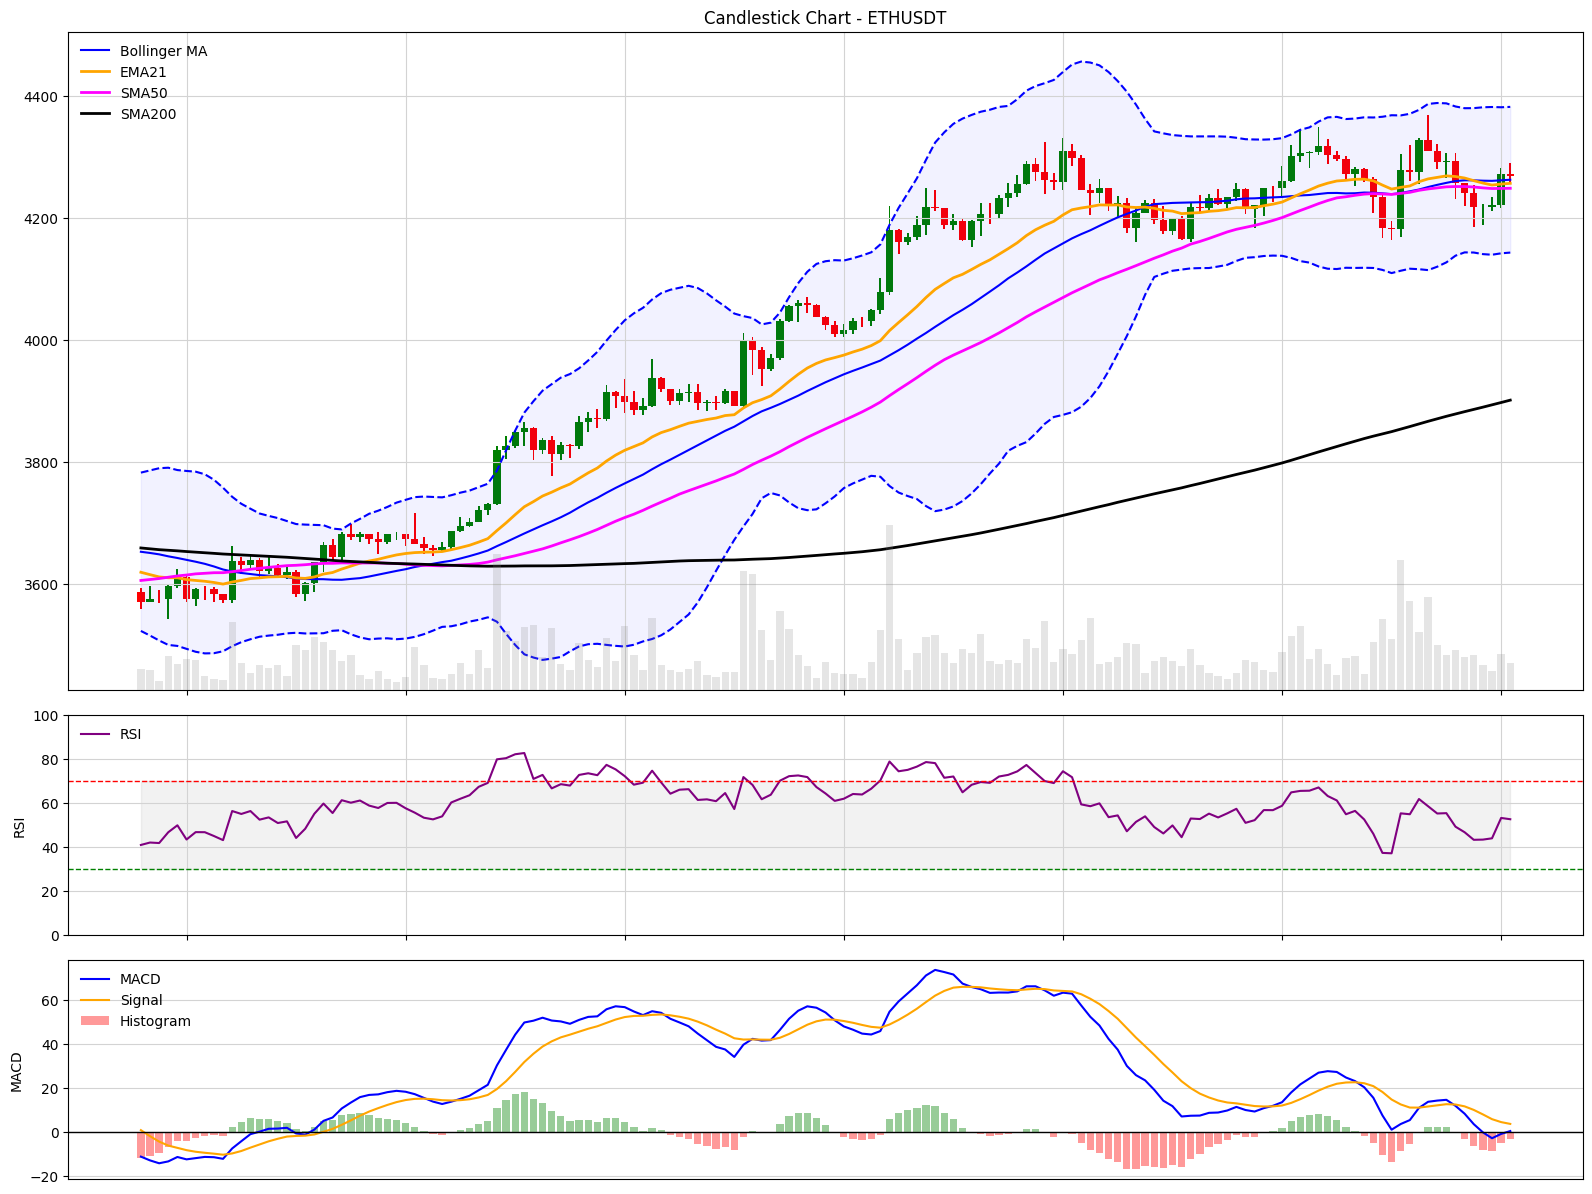 Candlestick Chart - ETHUSDT
Bollinger MA
EMA21
SMA50
SMA200
4400
4200
4000
3800
3600
RSI
100
80
60
40
20
0
RSI
MACD
Signal
Histogram
60
40
20
0
−20
MACD